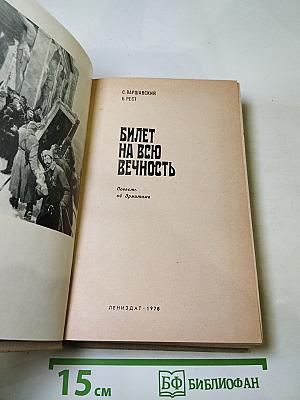 С. ВАРШАВСКИЙ
Б. РЕСТ
БИЛЕТ
НА ВСЮ
ВЕЧНОСТЬ
Повесть
об Эрмитаже
ЛЕНИЗДАТ · 1978
15 см
БФ БИБЛИОФАН